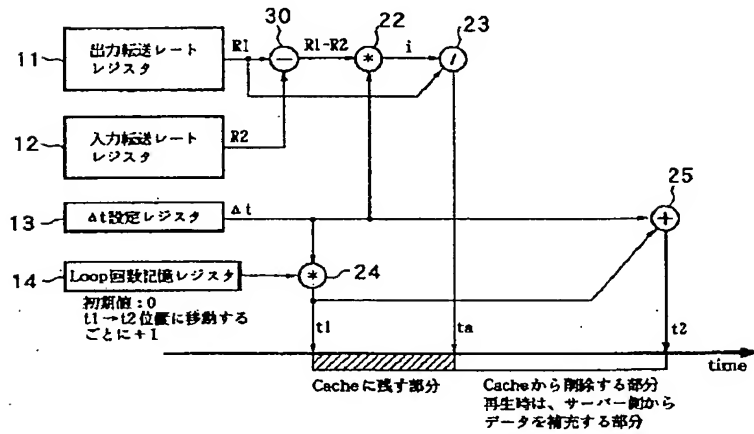 30
22
23
11
出力転送レート
レジスタ
R1
−
R1-R2
*
i
/
12
入力転送レート
レジスタ
R2
25
13
Δt設定レジスタ
Δt
+
14
Loop回数記憶レジスタ
*
24
初期値:0
t1→t2位置に移動する
ごとに+1
t1
ta
t2
time
Cacheに残す部分
Cacheから削除する部分
再生時は、サーバー側から
データを補充する部分